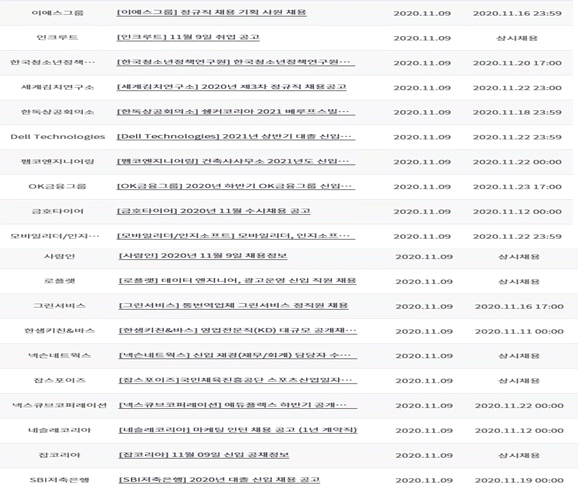 이에스그룹 [이에스그룹] 정규직 채용 기획 사원 채용 2020.11.09 2020.11.16 23:59
인크루트 [인크루트] 11월 9일 취업 공고 2020.11.09 상시채용
한국청소년정책··· [한국청소년정책연구원] 한국청소년정책연구원··· 2020.11.09 2020.11.20 17:00
세계김치연구소 [세계김치연구소] 2020년 제3차 정규직 채용공고 2020.11.09 2020.11.22 23:00
한독상공회의소 [한독상공회의소] 쉥커코리아 2021 베루프스빌··· 2020.11.09 2020.11.18 23:59
Dell Technologies [Dell Technologies] 2021년 상반기 대졸 신입··· 2020.11.09 2020.11.22 23:59
팸코엔지니어링 [팸코엔지니어링] 건축사사무소 2021년도 신입··· 2020.11.09 2020.11.22 00:00
OK금융그룹 [OK금융그룹] 2020년 하반기 OK금융그룹 신입··· 2020.11.09 2020.11.23 17:00
금호타이어 [금호타이어] 2020년 11월 수시채용 공고 2020.11.09 2020.11.12 00:00
모바일리더/인지··· [모바일리더/인지소프트] 모바일리더, 인지소프··· 2020.11.09 2020.11.22 23:59
사람인 [사람인] 2020년 11월 9일 채용정보 2020.11.09 상시채용
로플랫 [로플랫] 데이터 엔지니어, 광고운영 신입 직원 채용 2020.11.09 상시채용
그린서비스 [그린서비스] 통번역업체 그린서비스 정직원 채용 2020.11.09 2020.11.16 17:00
한샘키친&바스 [한샘키친&바스] 영업전문직(KD) 대규모 공개채··· 2020.11.09 2020.11.11 00:00
넥슨네트웍스 [넥슨네트웍스] 신입 재경(재무/회계) 담당자 수··· 2020.11.09 상시채용
잡스포이즈 [잡스포이즈]국민체육진흥공단 스포츠산업일자··· 2020.11.09 상시채용
넥스큐브코퍼레이션 [넥스큐브코퍼레이션] 에듀플렉스 하반기 공개··· 2020.11.09 2020.11.22 00:00
네슬레코리아 [네슬레코리아] 마케팅 인턴 채용 공고 (1년 계약직) 2020.11.09 2020.11.12 00:00
잡코리아 [잡코리아] 11월 09일 신입 공채정보 2020.11.09 상시채용
SBI저축은행 [SBI저축은행] 2020년 대졸 신입 채용 공고 2020.11.09 2020.11.19 00:00